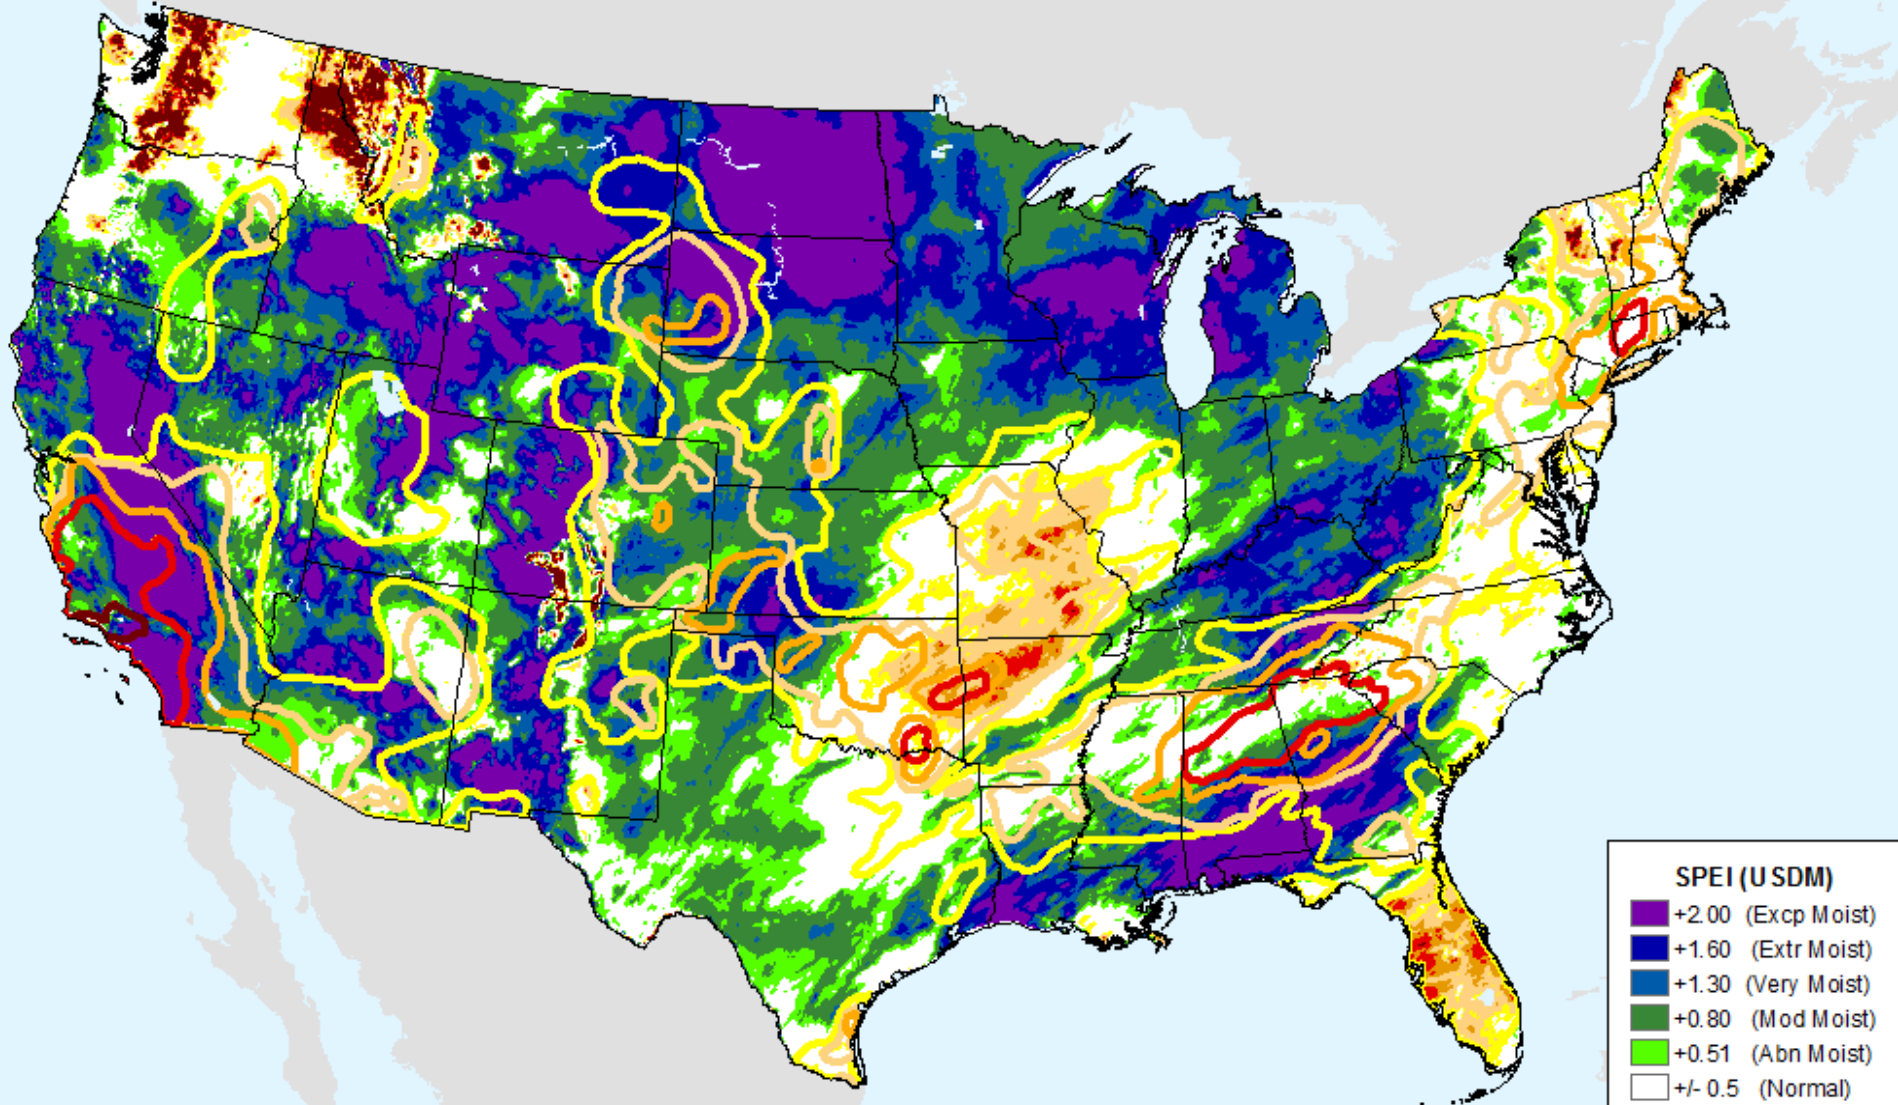 SPEI (USDM)
+2.00 (Excp Moist)
+1.60 (Extr Moist)
+1.30 (Very Moist)
+0.80 (Mod Moist)
+0.51 (Abn Moist)
+/- 0.5 (Normal)